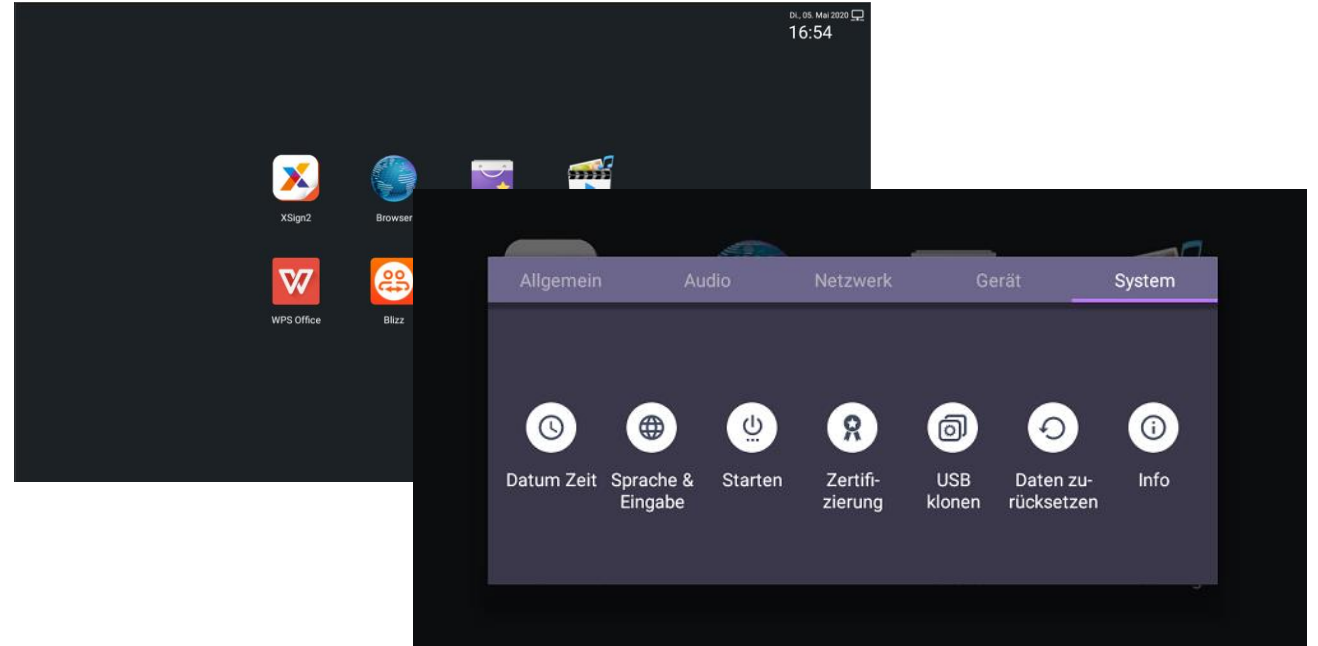 Di., 05. Mai 2020
16:54
XSign2
Browser
WPS Office
Blizz
Allgemein Audio Netzwerk Gerät System
Datum Zeit
Sprache &
Eingabe
Starten
Zertifi-
zierung
USB
klonen
Daten zu-
rücksetzen
Info